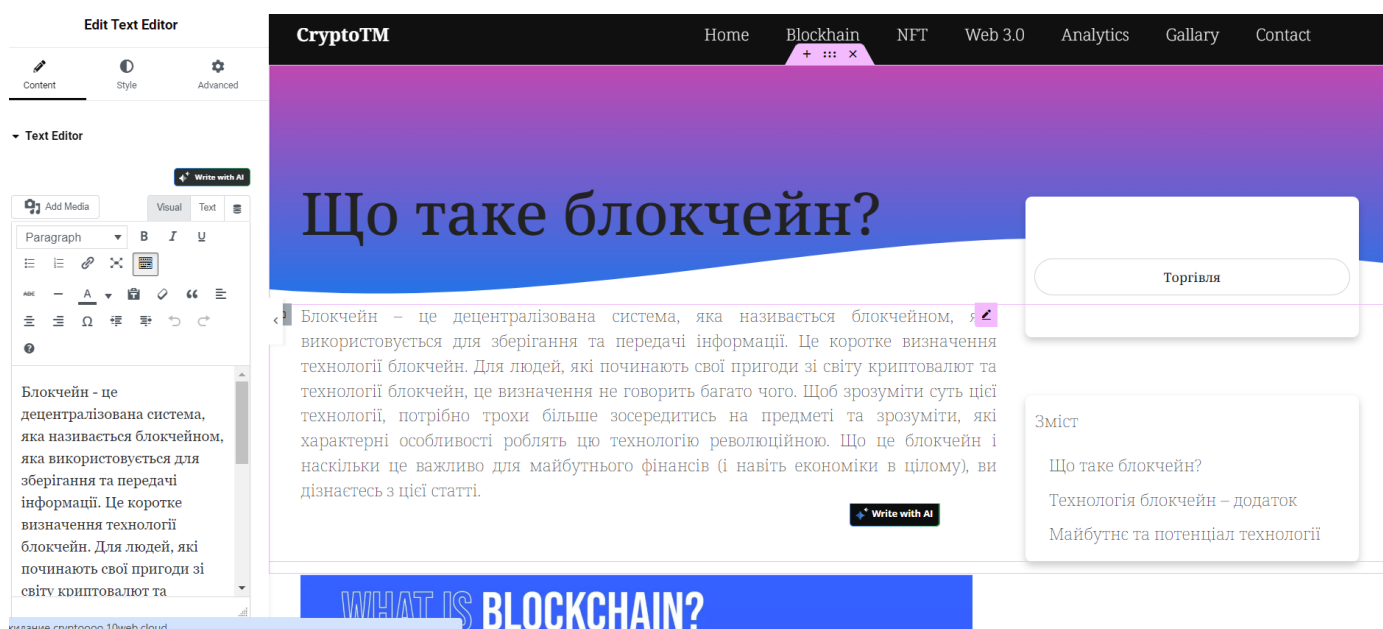 Edit Text Editor
Content Style Advanced
Text Editor
Write with AI
Add Media Visual Text
Paragraph B I U
ABC A
Блокчейн - це
децентралізована система,
яка називається блокчейном,
яка використовується для
зберігання та передачі
інформації. Це коротке
визначення технології
блокчейн. Для людей, які
починають свої пригоди зі
світу криптовалют та
CryptoTM
Home Blockhain NFT Web 3.0 Analytics Gallary Contact
Що таке блокчейн?
Блокчейн – це децентралізована система, яка називається блокчейном,
використовується для зберігання та передачі інформації. Це коротке визначення
технології блокчейн. Для людей, які починають свої пригоди зі світу криптовалют та
технології блокчейн, це визначення не говорить багато чого. Щоб зрозуміти суть цієї
технології, потрібно трохи більше зосередитись на предметі та зрозуміти, які
характерні особливості роблять цю технологію революційною. Що це блокчейн і
наскільки це важливо для майбутнього фінансів (і навіть економіки в цілому), ви
дізнаєтесь з цієї статті.
Write with AI
WHAT IS BLOCKCHAIN?
Торгівля
Зміст
Що таке блокчейн?
Технологія блокчейн – додаток
Майбутнє та потенціал технології